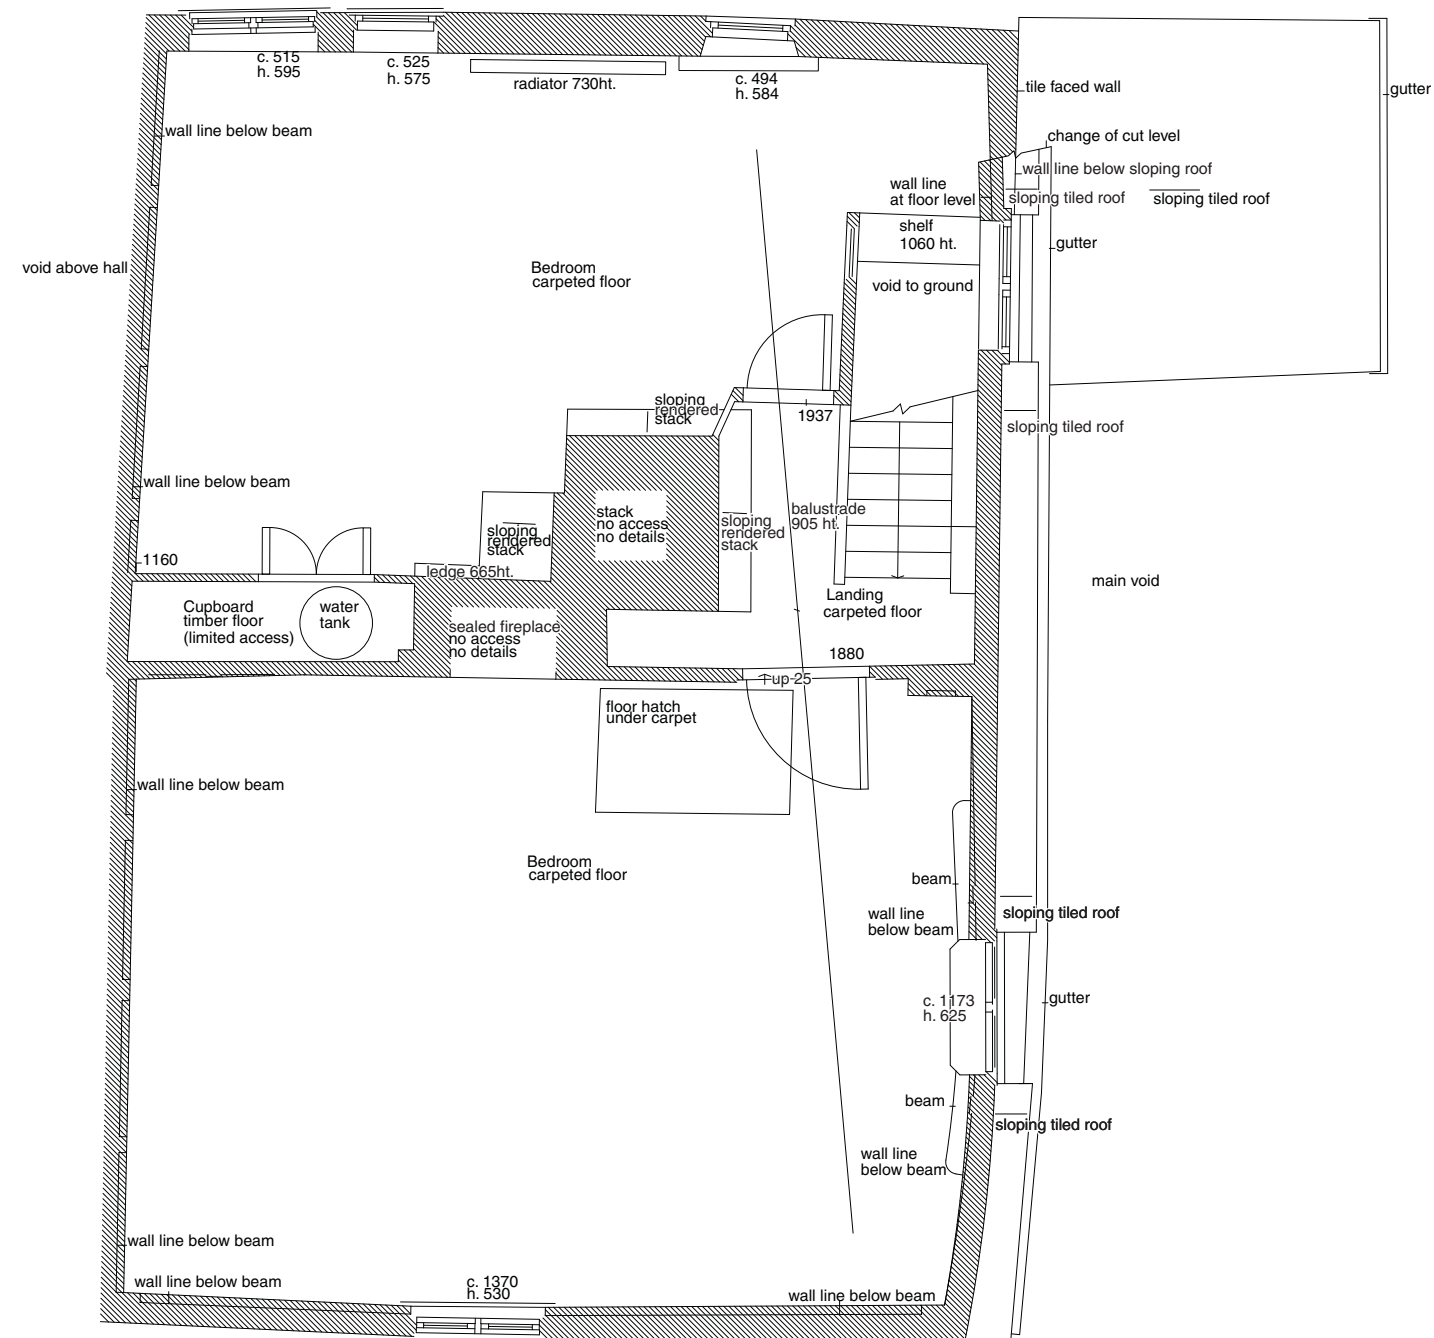 c. 515
h. 595
c. 525
h. 575
radiator 730ht.
c. 494
h. 584
tile faced wall
gutter
wall line below beam
change of cut level
wall line below sloping roof
wall line
at floor level
sloping tiled roof
sloping tiled roof
shelf
1060 ht.
gutter
void above hall
Bedroom
carpeted floor
void to ground
sloping
rendered
stack
1937
sloping tiled roof
wall line below beam
stack
no access
no details
balustrade
905 ht.
sloping
rendered
stack
sloping
rendered
stack
1160
ledge 665ht.
main void
Cupboard
timber floor
(limited access)
water
tank
Landing
carpeted floor
sealed fireplace
no access
no details
1880
up 25
floor hatch
under carpet
wall line below beam
Bedroom
carpeted floor
beam
wall line
below beam
sloping tiled roof
c. 1173
h. 625
gutter
beam
sloping tiled roof
wall line
below beam
wall line below beam
wall line below beam
c. 1370
h. 530
wall line below beam